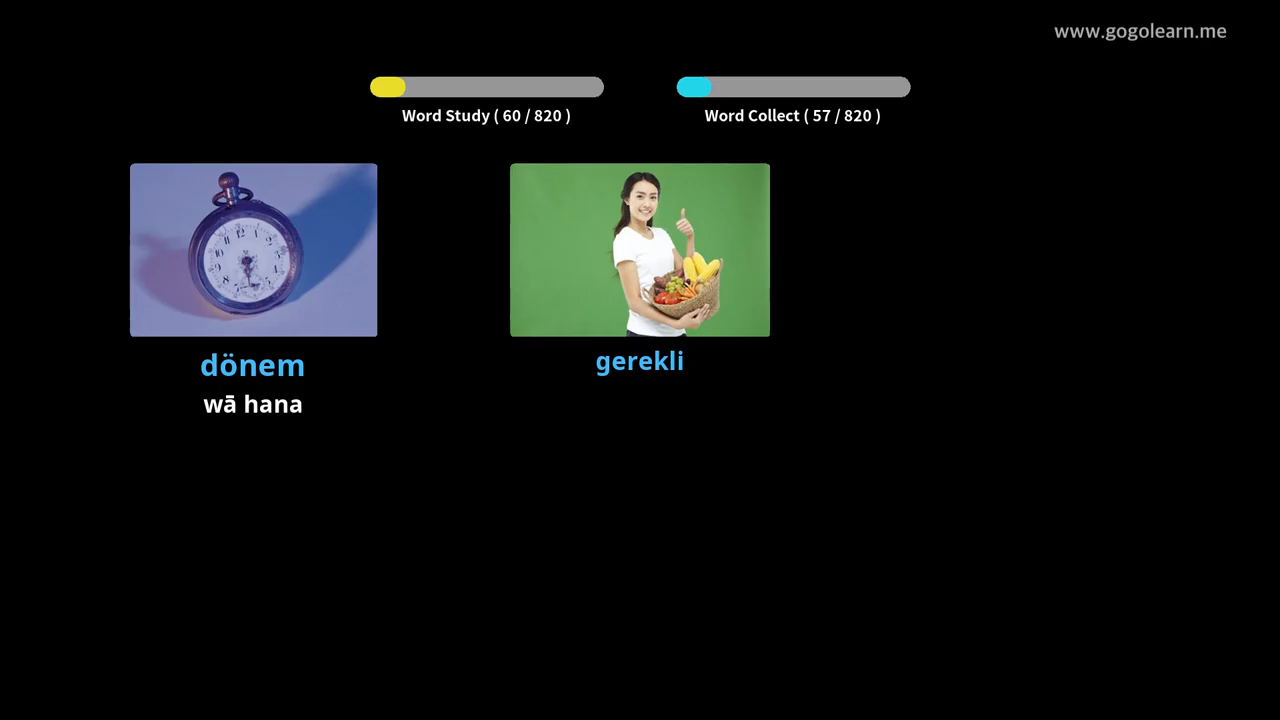 www.gogolearn.me
Word Study ( 60 / 820 )
Word Collect ( 57 / 820 )
dönem
wā hana
gerekli